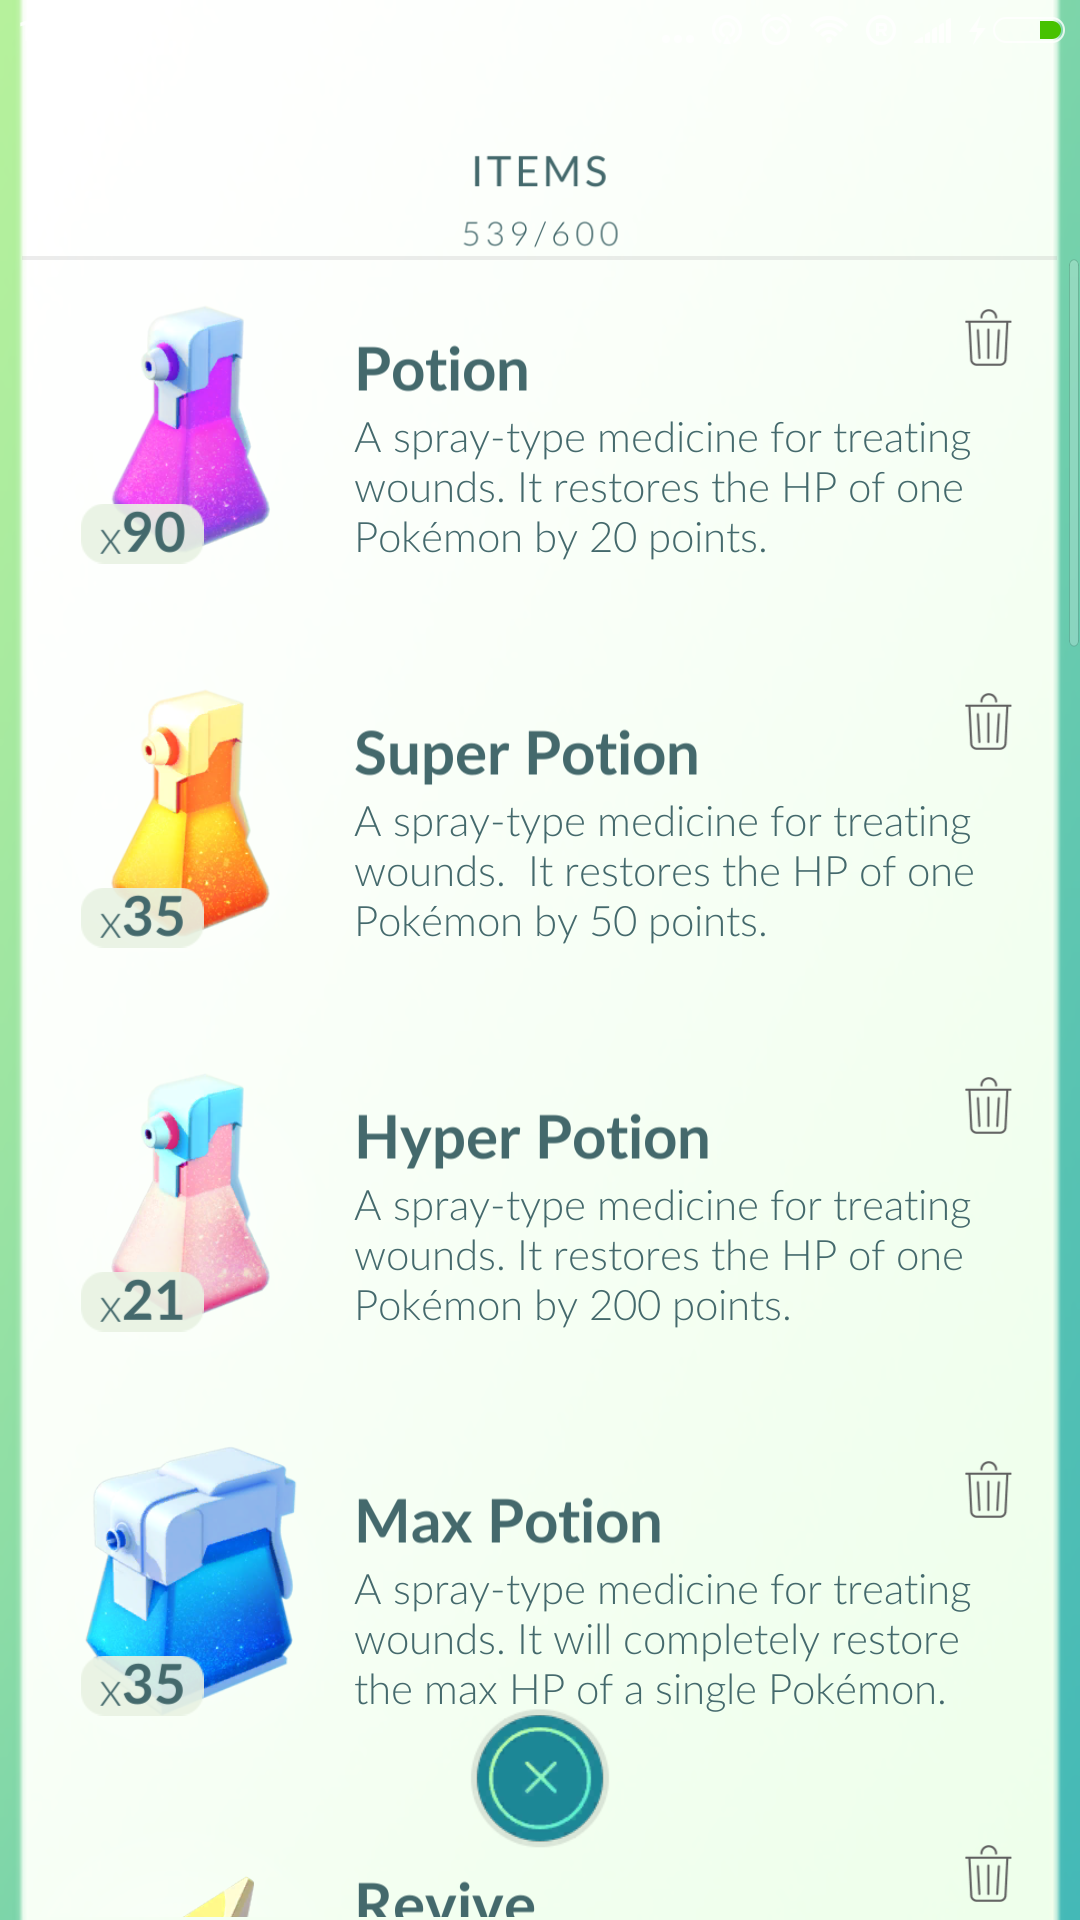 ITEMS
539/600
Potion
A spray-type medicine for treating
wounds. It restores the HP of one
Pokémon by 20 points.
x90
Super Potion
A spray-type medicine for treating
wounds.  It restores the HP of one
Pokémon by 50 points.
x35
Hyper Potion
A spray-type medicine for treating
wounds. It restores the HP of one
Pokémon by 200 points.
x21
Max Potion
A spray-type medicine for treating
wounds. It will completely restore
the max HP of a single Pokémon.
x35
Revive